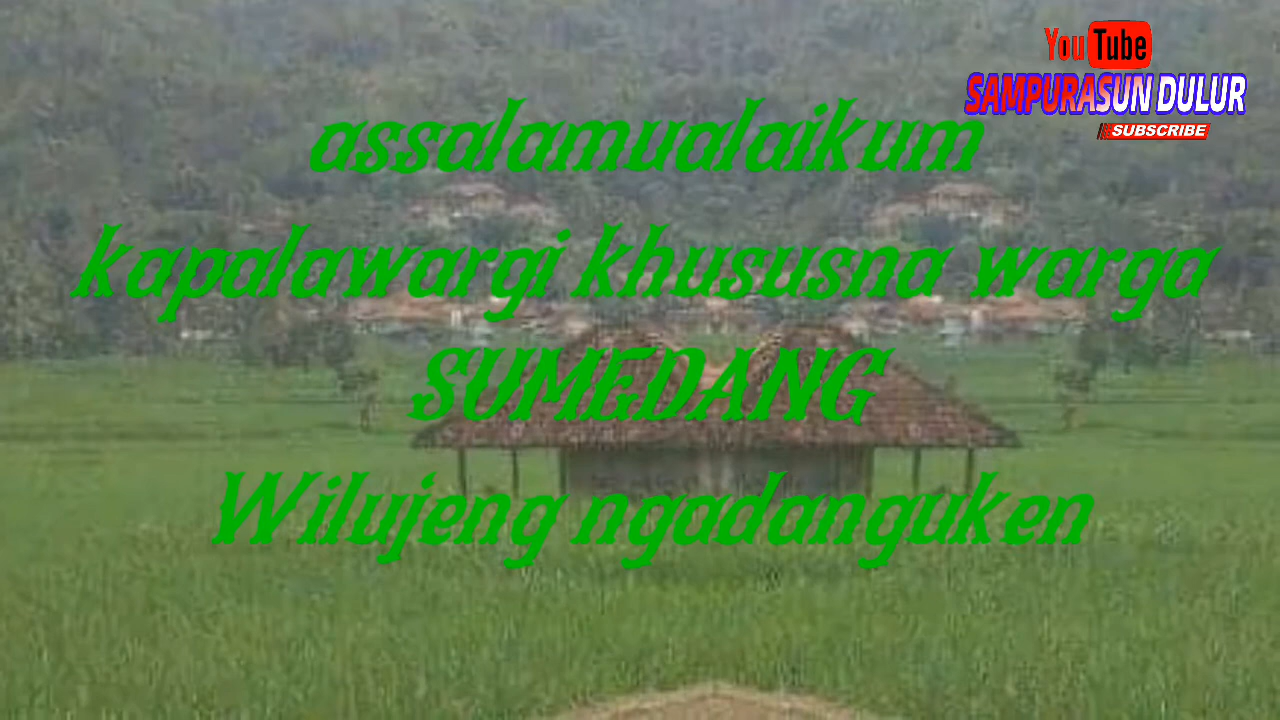 YouTube
SAMPURASUN DULUR
SUBSCRIBE
assalamualaikum
kapalawargi khususna warga
SUMEDANG
Wilujeng ngadanguken